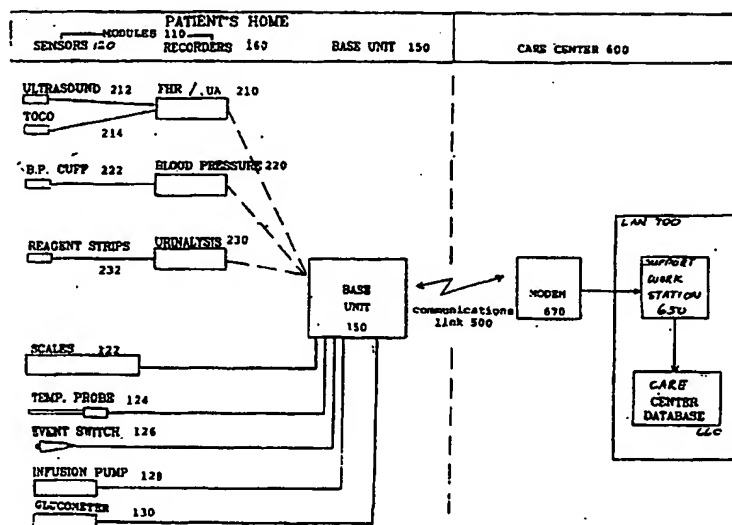 PATIENT'S HOME
MODULES 110
SENSORS 120 RECORDERS 160 BASE UNIT 150 CARE CENTER 600
ULTRASOUND 212 FHR / UA 210
TOCO
214
B.P. CUFF 222 BLOOD PRESSURE 220
REAGENT STRIPS URINALYSIS 230
232
LAN 700
SUPPORT
WORK
STATION
650
BASE
UNIT
150
communications
link 500
MODEM
670
SCALES 122
CARE
CENTER
DATABASE
TEMP. PROBE 124
EVENT SWITCH 126
INFUSION PUMP 128
GLUCOMETER 130